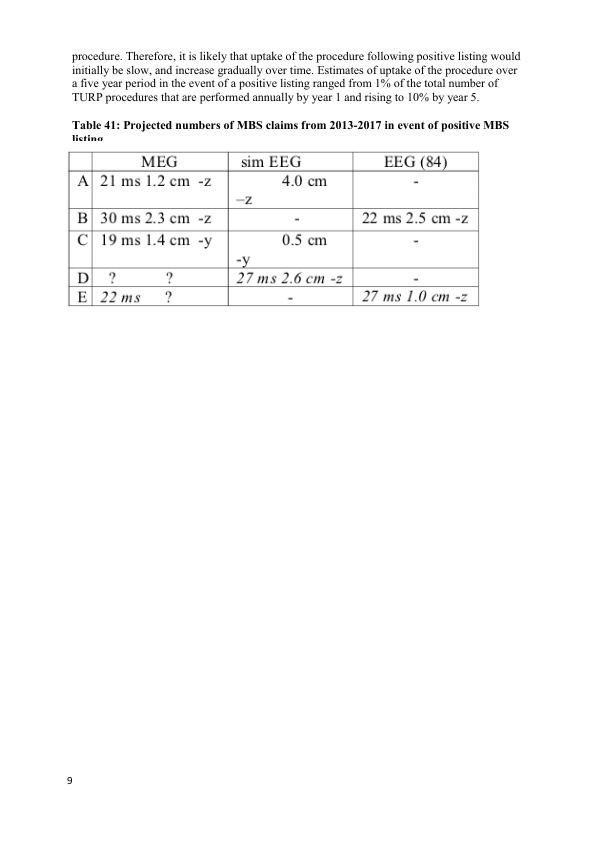 procedure. Therefore, it is likely that uptake of the procedure following positive listing would
initially be slow, and increase gradually over time. Estimates of uptake of the procedure over
a five year period in the event of a positive listing ranged from 1% of the total number of
TURP procedures that are performed annually by year 1 and rising to 10% by year 5.
Table 41: Projected numbers of MBS claims from 2013-2017 in event of positive MBS
listing
MEG sim EEG EEG (84)
A 21 ms 1.2 cm -z 4.0 cm -
–z
B 30 ms 2.3 cm -z - 22 ms 2.5 cm -z
C 19 ms 1.4 cm -y 0.5 cm -
-y
D ? ? 27 ms 2.6 cm -z -
E 22 ms ? - 27 ms 1.0 cm -z
9